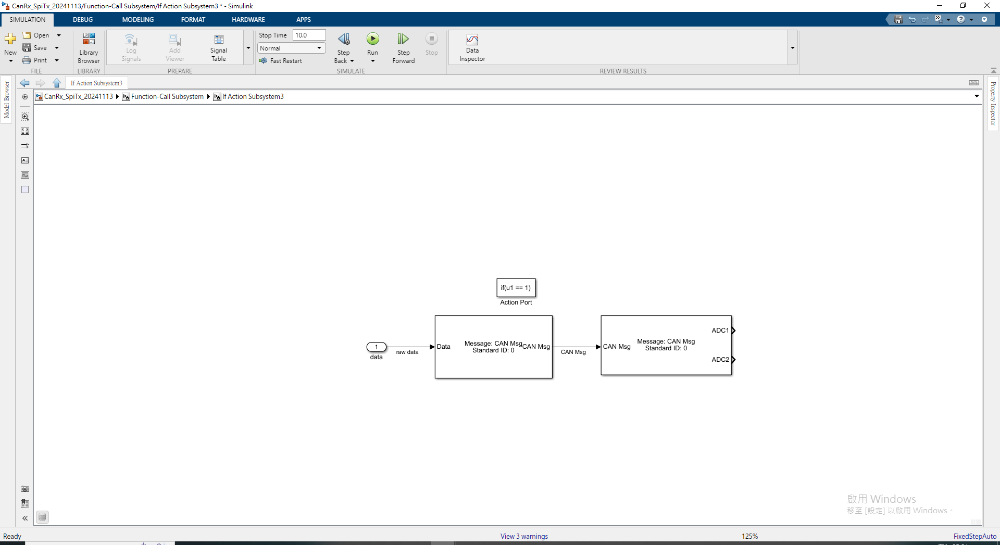 CanRx_SpiTx_20241113/Function-Call Subsystem/If Action Subsystem3 * - Simulink
SIMULATION DEBUG MODELING FORMAT HARDWARE APPS
New
Open
Save
Print
FILE
Library
Browser
LIBRARY
Log
Signals
Add
Viewer
Signal
Table
PREPARE
Stop Time 10.0
Normal
Fast Restart
Step
Back
Run
Step
Forward
Stop
SIMULATE
Data
Inspector
REVIEW RESULTS
Model Browser
If Action Subsystem3
CanRx_SpiTx_20241113 Function-Call Subsystem If Action Subsystem3
Property Inspector
if(u1 == 1)
Action Port
1
data
raw data
Data
Message: CAN Msg
Standard ID: 0
CAN Msg
CAN Msg
CAN Msg
Message: CAN Msg
Standard ID: 0
ADC1
ADC2
啟用 Windows
移至 [設定] 以啟用 Windows。
Ready
View 3 warnings
125%
FixedStepAuto